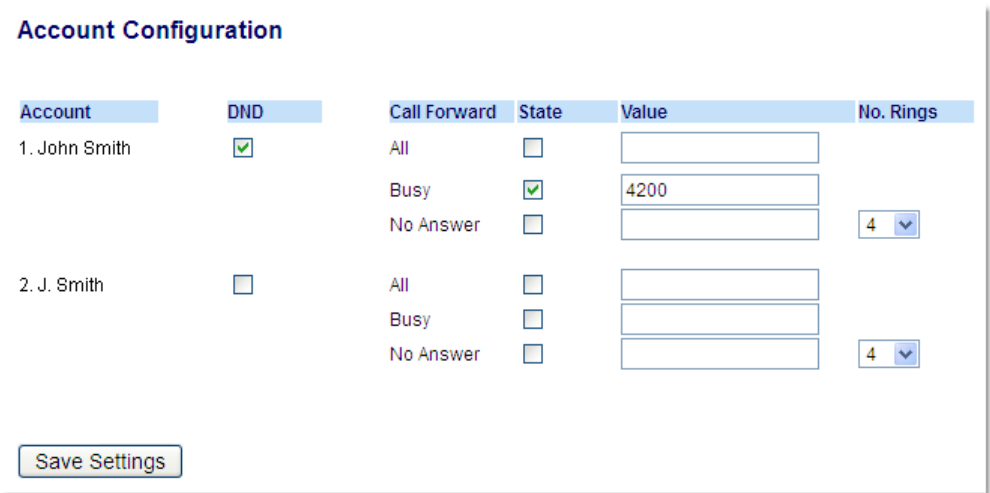 Account Configuration
Account DND Call Forward State Value No. Rings
1. John Smith All
Busy 4200
No Answer 4
2. J. Smith All
Busy
No Answer 4
Save Settings